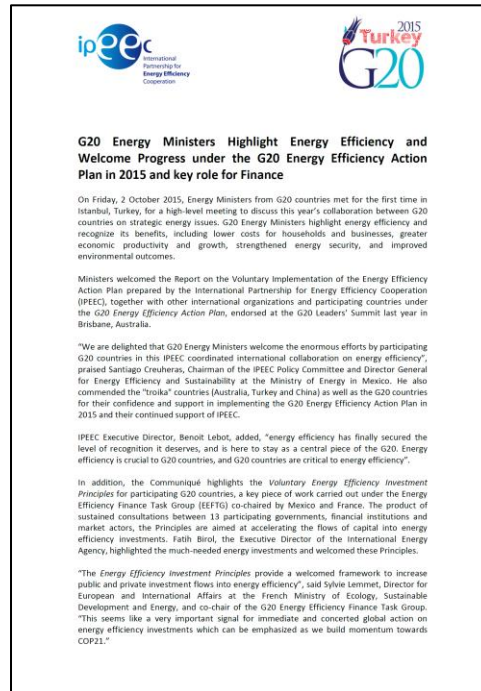 ipeec
International
Partnership for
Energy Efficiency
Cooperation
2015
Turkey
G20
G20 Energy Ministers Highlight Energy Efficiency and
Welcome Progress under the G20 Energy Efficiency Action
Plan in 2015 and key role for Finance
On Friday, 2 October 2015, Energy Ministers from G20 countries met for the first time in
Istanbul, Turkey, for a high-level meeting to discuss this year's collaboration between G20
countries on strategic energy issues. G20 Energy Ministers highlight energy efficiency and
recognize its benefits, including lower costs for households and businesses, greater
economic productivity and growth, strengthened energy security, and improved
environmental outcomes.
Ministers welcomed the Report on the Voluntary Implementation of the Energy Efficiency
Action Plan prepared by the International Partnership for Energy Efficiency Cooperation
(IPEEC), together with other international organizations and participating countries under
the G20 Energy Efficiency Action Plan, endorsed at the G20 Leaders' Summit last year in
Brisbane, Australia.
"We are delighted that G20 Energy Ministers welcome the enormous efforts by participating
G20 countries in this IPEEC coordinated international collaboration on energy efficiency",
praised Santiago Creuheras, Chairman of the IPEEC Policy Committee and Director General
for Energy Efficiency and Sustainability at the Ministry of Energy in Mexico. He also
commended the "troika" countries (Australia, Turkey and China) as well as the G20 countries
for their confidence and support in implementing the G20 Energy Efficiency Action Plan in
2015 and their continued support of IPEEC.
IPEEC Executive Director, Benoit Lebot, added, "energy efficiency has finally secured the
level of recognition it deserves, and is here to stay as a central piece of the G20. Energy
efficiency is crucial to G20 countries, and G20 countries are critical to energy efficiency".
In addition, the Communiqué highlights the Voluntary Energy Efficiency Investment
Principles for participating G20 countries, a key piece of work carried out under the Energy
Efficiency Finance Task Group (EEFTG) co-chaired by Mexico and France. The product of
sustained consultations between 13 participating governments, financial institutions and
market actors, the Principles are aimed at accelerating the flows of capital into energy
efficiency investments. Fatih Birol, the Executive Director of the International Energy
Agency, highlighted the much-needed energy investments and welcomed these Principles.
"The Energy Efficiency Investment Principles provide a welcomed framework to increase
public and private investment flows into energy efficiency", said Sylvie Lemmet, Director for
European and International Affairs at the French Ministry of Ecology, Sustainable
Development and Energy, and co-chair of the G20 Energy Efficiency Finance Task Group.
"This seems like a very important signal for immediate and concerted global action on
energy efficiency investments which can be emphasized as we build momentum towards
COP21."